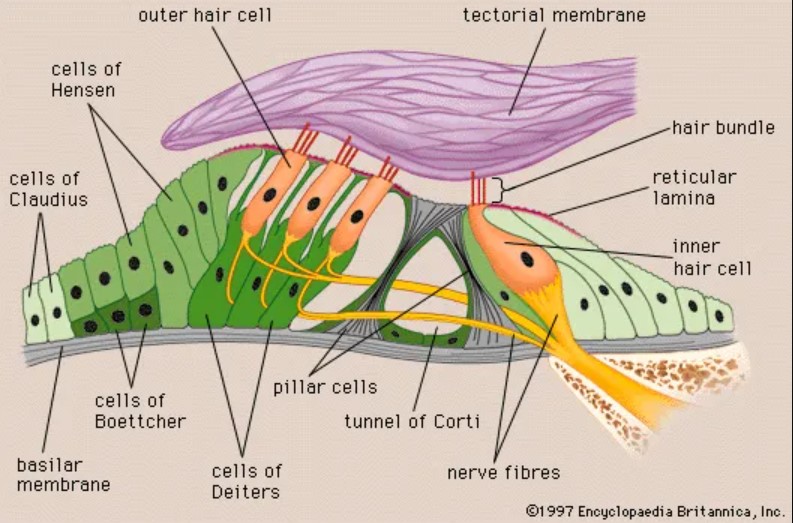 outer hair cell
tectorial membrane
cells of
Hensen
hair bundle
cells of
Claudius
reticular
lamina
inner
hair cell
pillar cells
cells of
Boettcher
tunnel of Corti
basilar
membrane
cells of
Deiters
nerve fibres
©1997 Encyclopaedia Britannica, Inc.